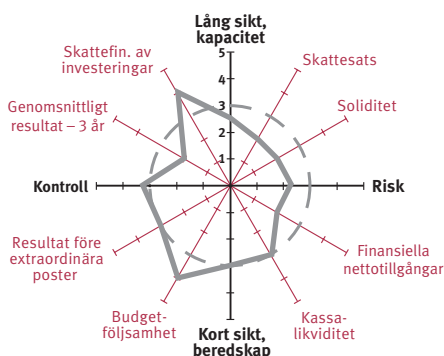 Lång sikt,
kapacitet
Skattefin. av
investeringar
Skattesats
Genomsnittligt
resultat – 3 år
Soliditet
5
4
3
2
1
Kontroll
Risk
Resultat före
extraordinära
poster
Finansiella
nettotillgångar
Budget-
följsamhet
Kassa-
likviditet
Kort sikt,
beredskap